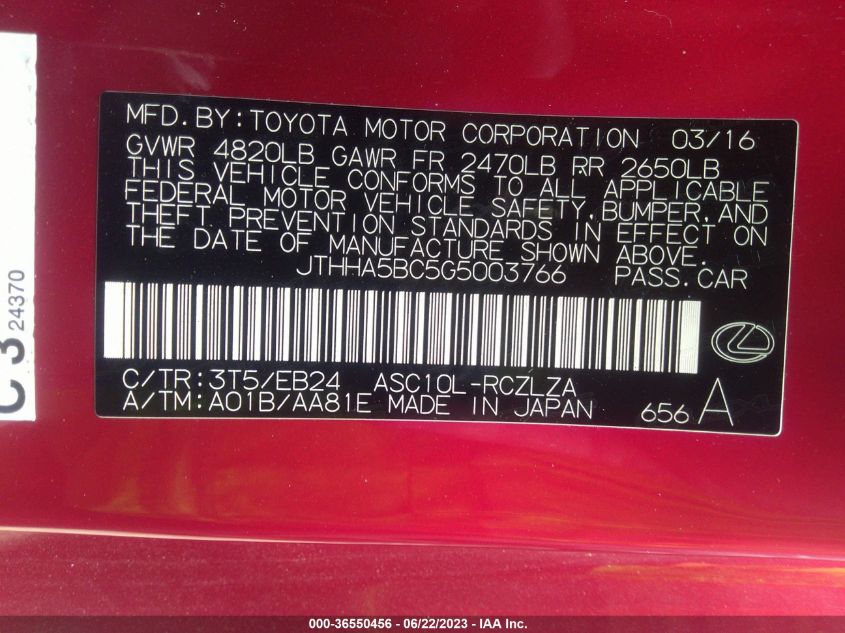 MFD.BY:TOYOTA MOTOR CORPORATION 03/16
GVWR 4820LB GAWR FR 2470LB RR 2650LB
THIS VEHICLE CONFORMS TO ALL APPLICABLE
FEDERAL MOTOR VEHICLE SAFETY,BUMPER,AND
THEFT PREVENTION STANDARDS IN EFFECT ON
THE DATE OF MANUFACTURE SHOWN ABOVE.
JTHHA5BC5G5003766 PASS.CAR
C/TR:3T5/EB24 ASC10L-RCZLZA
A/TM:A01B/AA81E MADE IN JAPAN 656 A
24370
000-36550456 - 06/22/2023 - IAA Inc.